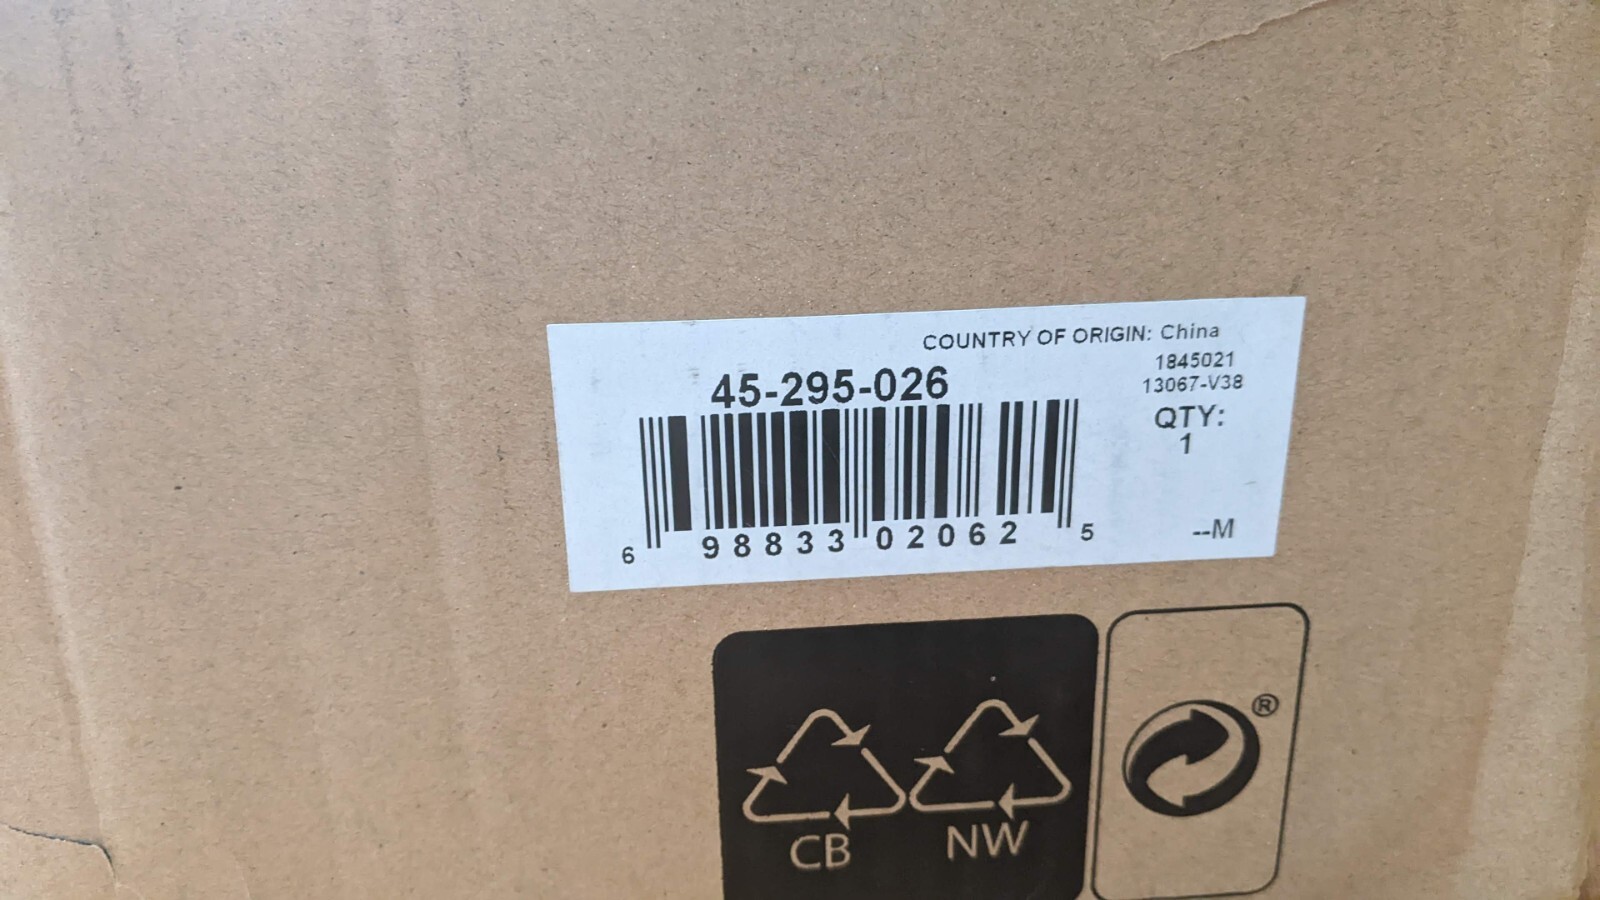 COUNTRY OF ORIGIN: China
1845021
13067-V38
45-295-026
QTY:
1
6 98833 02062 5
--M
®
CB
NW